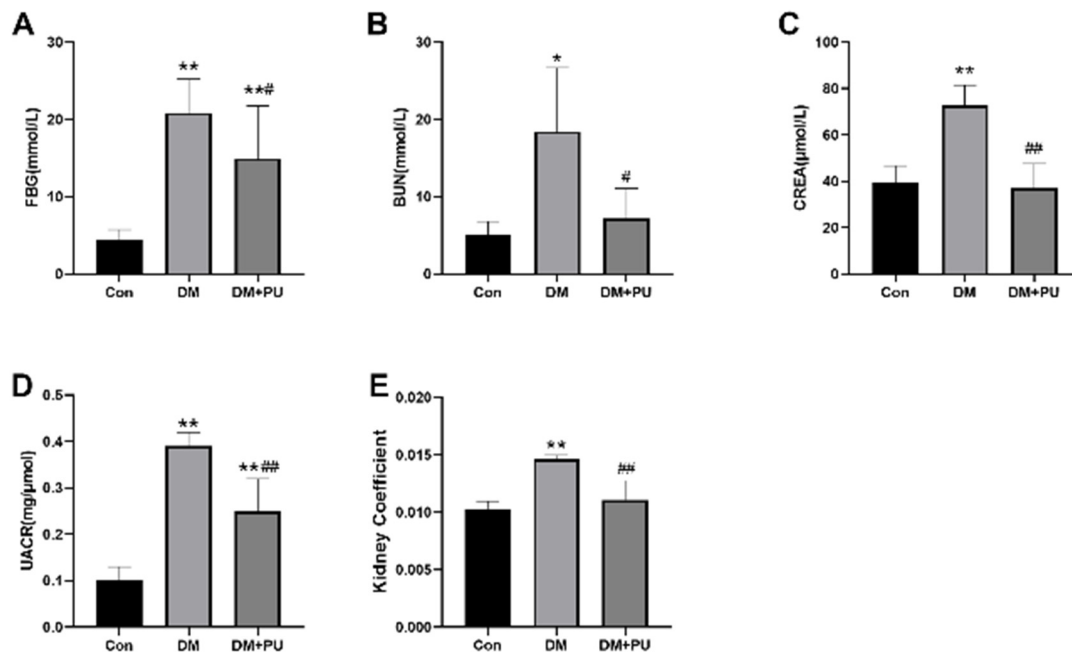 A
FBG(mmol/L)
30
20
10
0
**
**#
Con DM DM+PU
B
BUN(mmol/L)
30
20
10
0
*
#
Con DM DM+PU
C
CREA(μmol/L)
100
80
60
40
20
0
**
##
Con DM DM+PU
D
UACR(mg/μmol)
0.5
0.4
0.3
0.2
0.1
0.0
**
**##
Con DM DM+PU
E
Kidney Coefficient
0.020
0.015
0.010
0.005
0.000
**
##
Con DM DM+PU